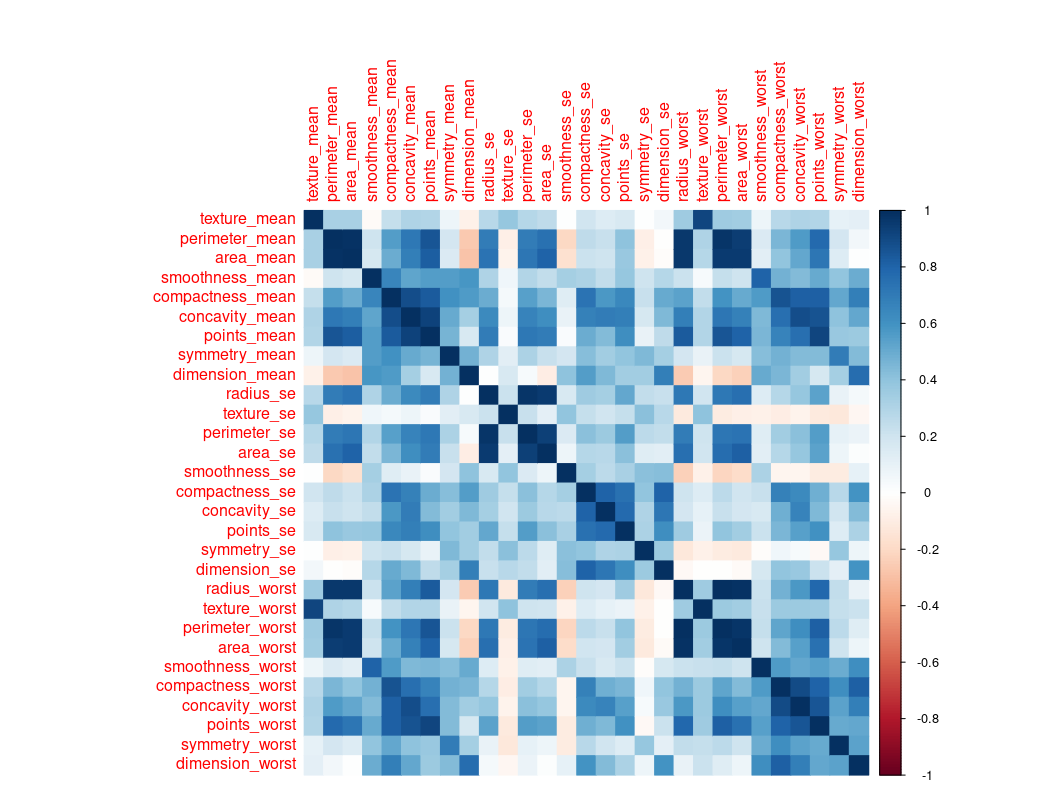 texture_mean
perimeter_mean
area_mean
smoothness_mean
compactness_mean
concavity_mean
points_mean
symmetry_mean
dimension_mean
radius_se
texture_se
perimeter_se
area_se
smoothness_se
compactness_se
concavity_se
points_se
symmetry_se
dimension_se
radius_worst
texture_worst
perimeter_worst
area_worst
smoothness_worst
compactness_worst
concavity_worst
points_worst
symmetry_worst
dimension_worst
texture_mean
perimeter_mean
area_mean
smoothness_mean
compactness_mean
concavity_mean
points_mean
symmetry_mean
dimension_mean
radius_se
texture_se
perimeter_se
area_se
smoothness_se
compactness_se
concavity_se
points_se
symmetry_se
dimension_se
radius_worst
texture_worst
perimeter_worst
area_worst
smoothness_worst
compactness_worst
concavity_worst
points_worst
symmetry_worst
dimension_worst
1
0.8
0.6
0.4
0.2
0
-0.2
-0.4
-0.6
-0.8
-1